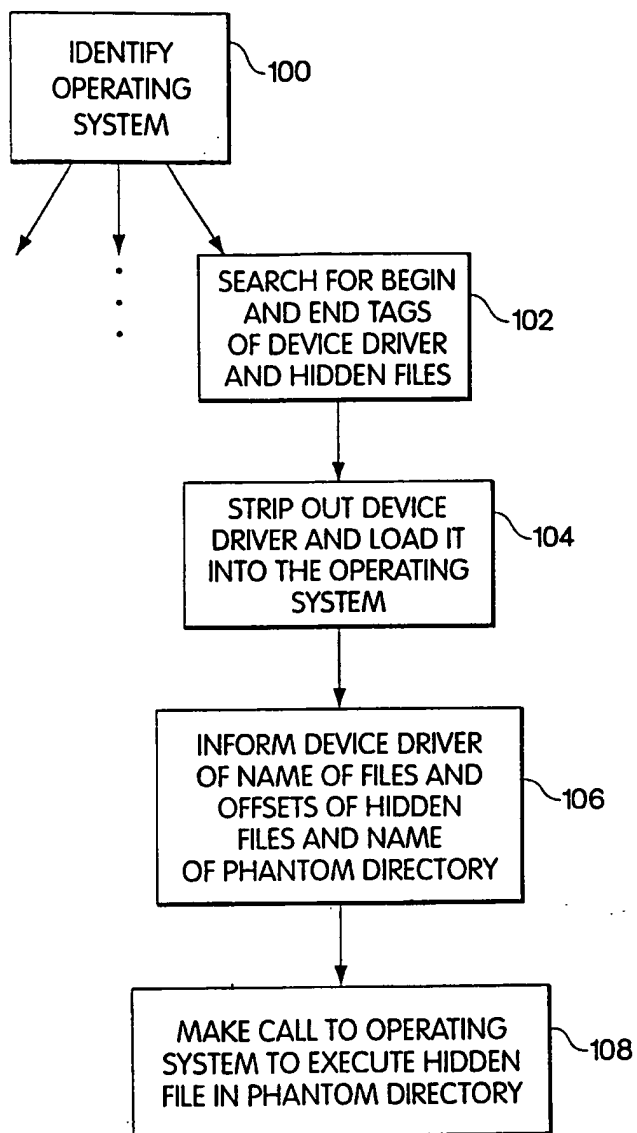 IDENTIFY
OPERATING
SYSTEM
100
SEARCH FOR BEGIN
AND END TAGS
OF DEVICE DRIVER
AND HIDDEN FILES
102
STRIP OUT DEVICE
DRIVER AND LOAD IT
INTO THE OPERATING
SYSTEM
104
INFORM DEVICE DRIVER
OF NAME OF FILES AND
OFFSETS OF HIDDEN
FILES AND NAME
OF PHANTOM DIRECTORY
106
MAKE CALL TO OPERATING
SYSTEM TO EXECUTE HIDDEN
FILE IN PHANTOM DIRECTORY
108